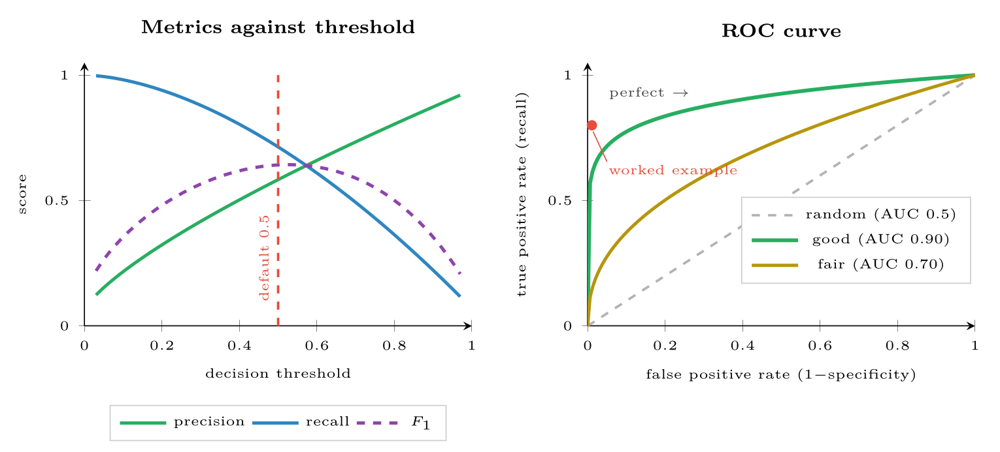 Metrics against threshold
1
0.5
0
score
default 0.5
0 0.2 0.4 0.6 0.8 1
decision threshold
precision recall F1
ROC curve
1
0.5
0
true positive rate (recall)
perfect →
worked example
random (AUC 0.5)
good (AUC 0.90)
fair (AUC 0.70)
0 0.2 0.4 0.6 0.8 1
false positive rate (1−specificity)